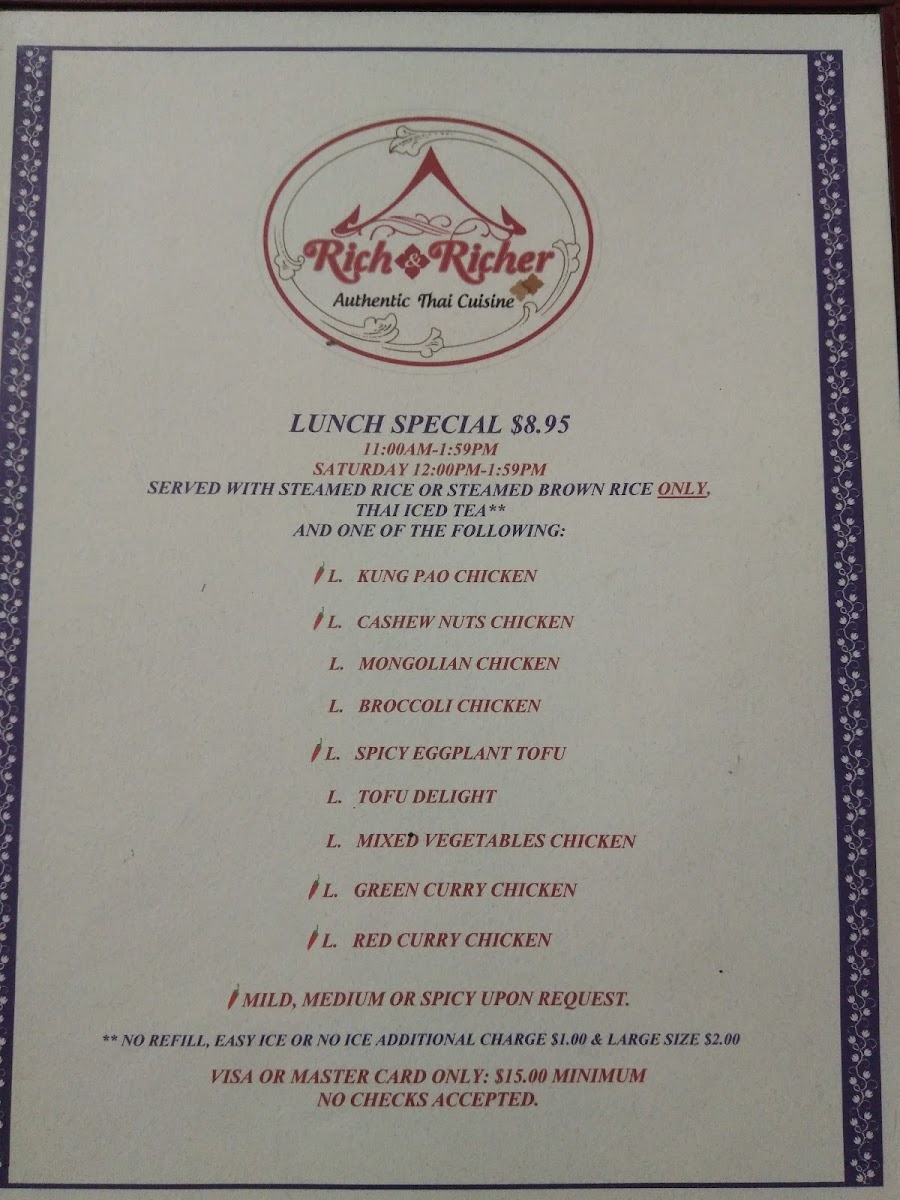 Rich & Richer
Authentic Thai Cuisine
LUNCH SPECIAL $8.95
11:00AM-1:59PM
SATURDAY 12:00PM-1:59PM
SERVED WITH STEAMED RICE OR STEAMED BROWN RICE ONLY,
THAI ICED TEA**
AND ONE OF THE FOLLOWING:
L. KUNG PAO CHICKEN
L. CASHEW NUTS CHICKEN
L. MONGOLIAN CHICKEN
L. BROCCOLI CHICKEN
L. SPICY EGGPLANT TOFU
L. TOFU DELIGHT
L. MIXED VEGETABLES CHICKEN
L. GREEN CURRY CHICKEN
L. RED CURRY CHICKEN
MILD, MEDIUM OR SPICY UPON REQUEST.
** NO REFILL, EASY ICE OR NO ICE ADDITIONAL CHARGE $1.00 & LARGE SIZE $2.00
VISA OR MASTER CARD ONLY: $15.00 MINIMUM
NO CHECKS ACCEPTED.